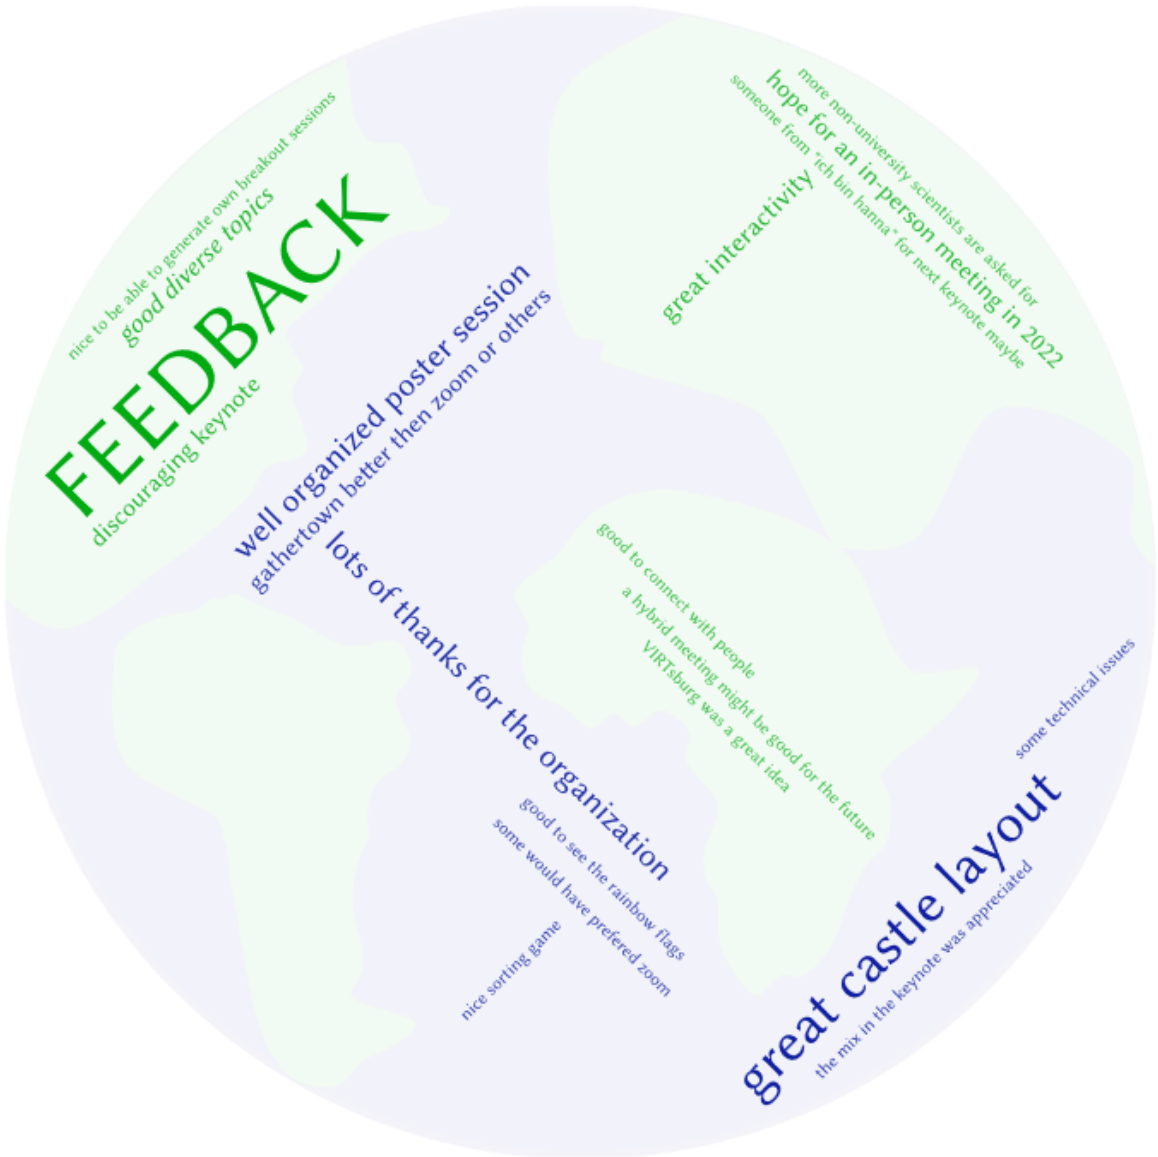 nice to be able to generate own breakout sessions
good diverse topics
FEEDBACK
discouraging keynote
more non-university scientists are asked for
hope for an in-person meeting in 2022
someone from "ich bin hanna" for next keynote maybe
great interactivity
well organized poster session
gathertown better then zoom or others
lots of thanks for the organization
good to connect with people
a hybrid meeting might be good for the future
VIRTsburg was a great idea
good to see the rainbow flags
some would have prefered zoom
nice sorting game
some technical issues
great castle layout
the mix in the keynote was appreciated